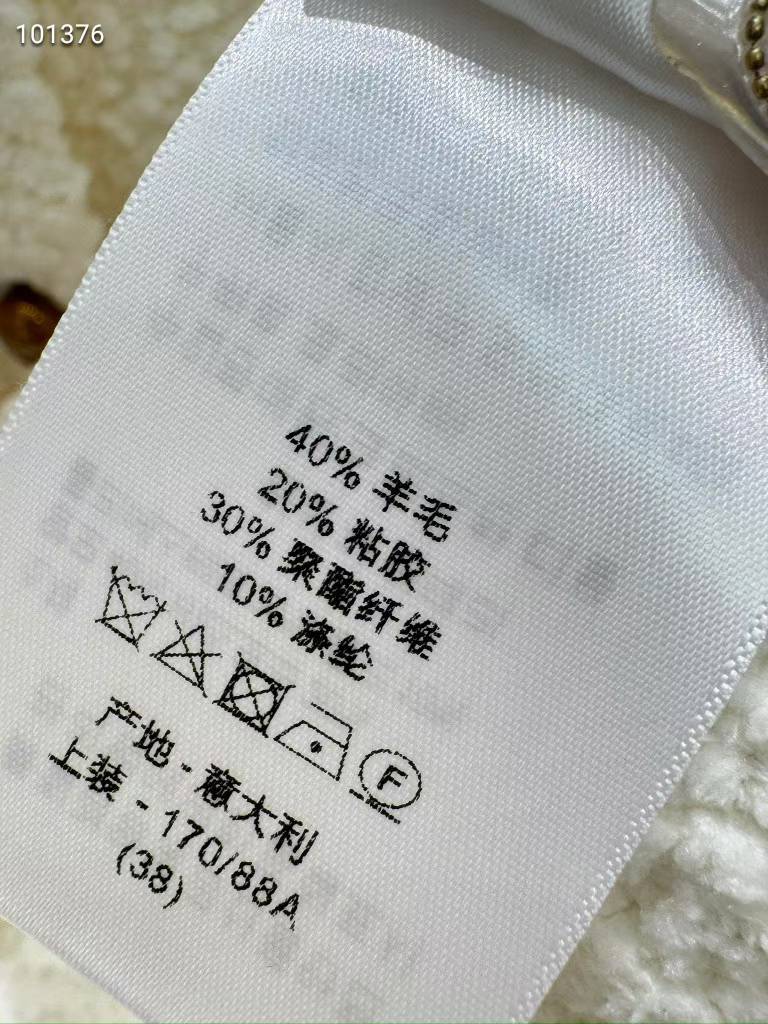 101376
40% 羊毛
20% 粘胶
30% 聚酯纤维
10% 涤纶
F
产地 - 意大利
上装 - 170/88A
(38)